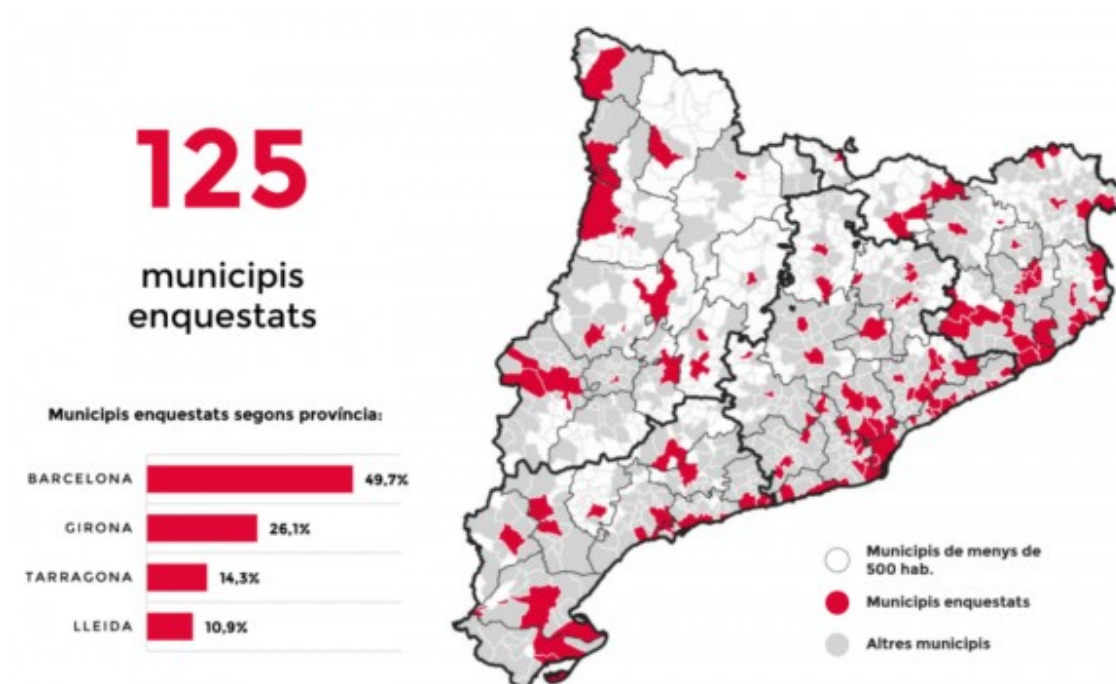 125
municipis
enquestats
Municipis enquestats segons província:
BARCELONA 49,7%
GIRONA 26,1%
TARRAGONA 14,3%
LLEIDA 10,9%
Municipis de menys de
500 hab.
Municipis enquestats
Altres municipis